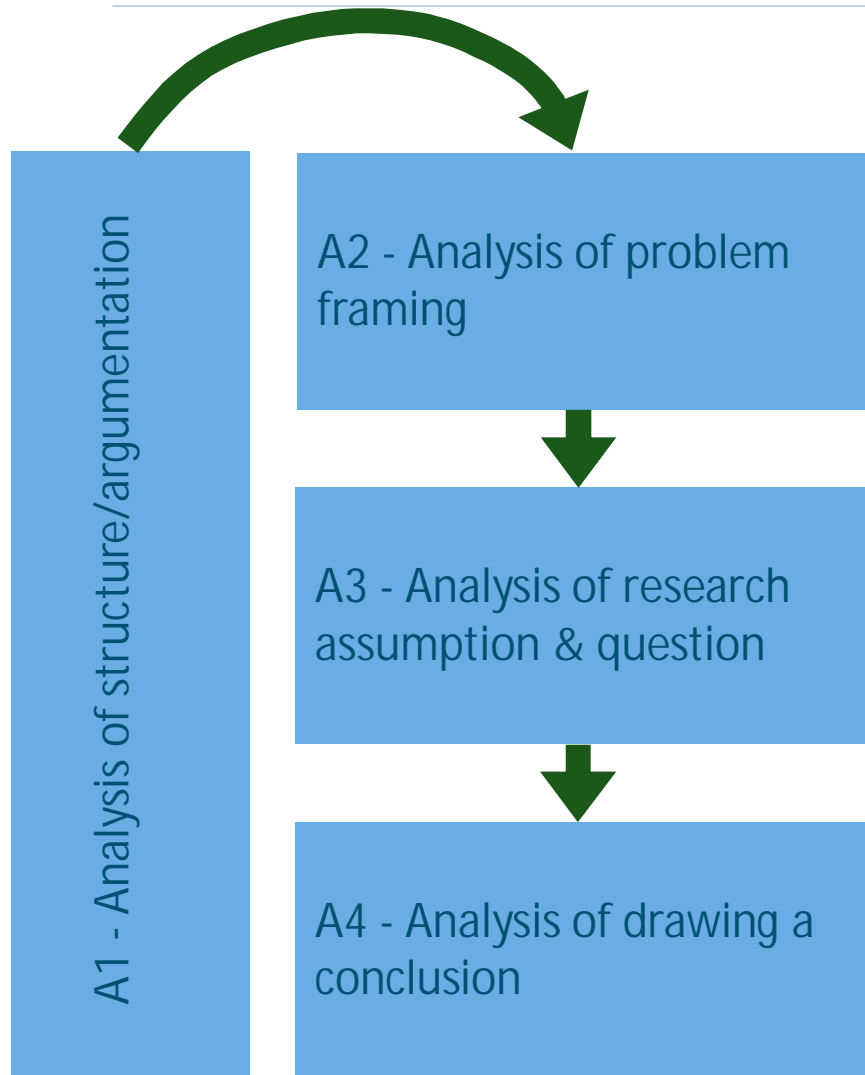 A1 - Analysis of structure/argumentation
A2 - Analysis of problem
framing
A3 - Analysis of research
assumption & question
A4 - Analysis of drawing a
conclusion